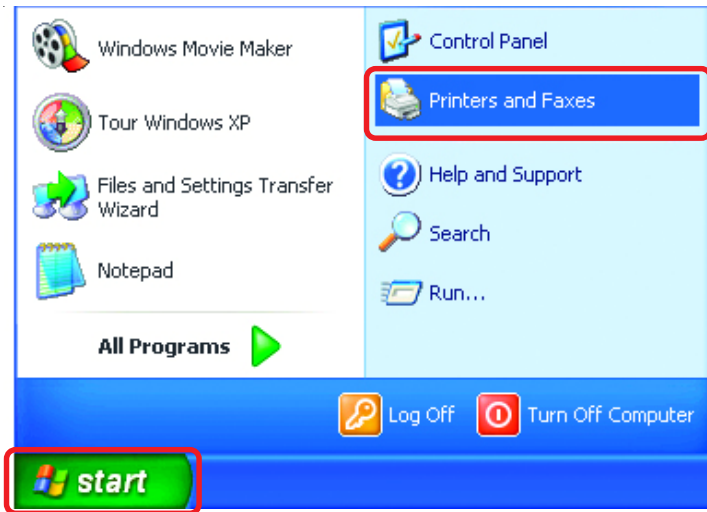 Windows Movie Maker
Tour Windows XP
Files and Settings Transfer
Wizard
Notepad
All Programs
Control Panel
Printers and Faxes
Help and Support
Search
Run...
Log Off
Turn Off Computer
start